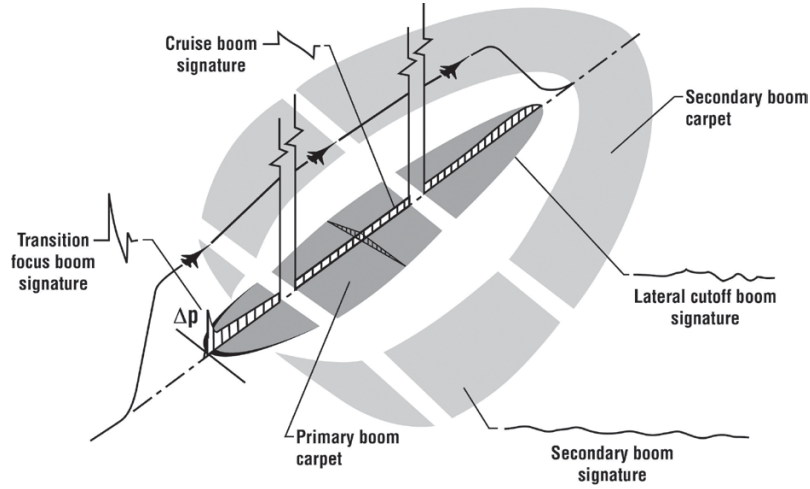 Cruise boom
signature
Secondary boom
carpet
Transition
focus boom
signature
Δp
Lateral cutoff boom
signature
Primary boom
carpet
Secondary boom
signature